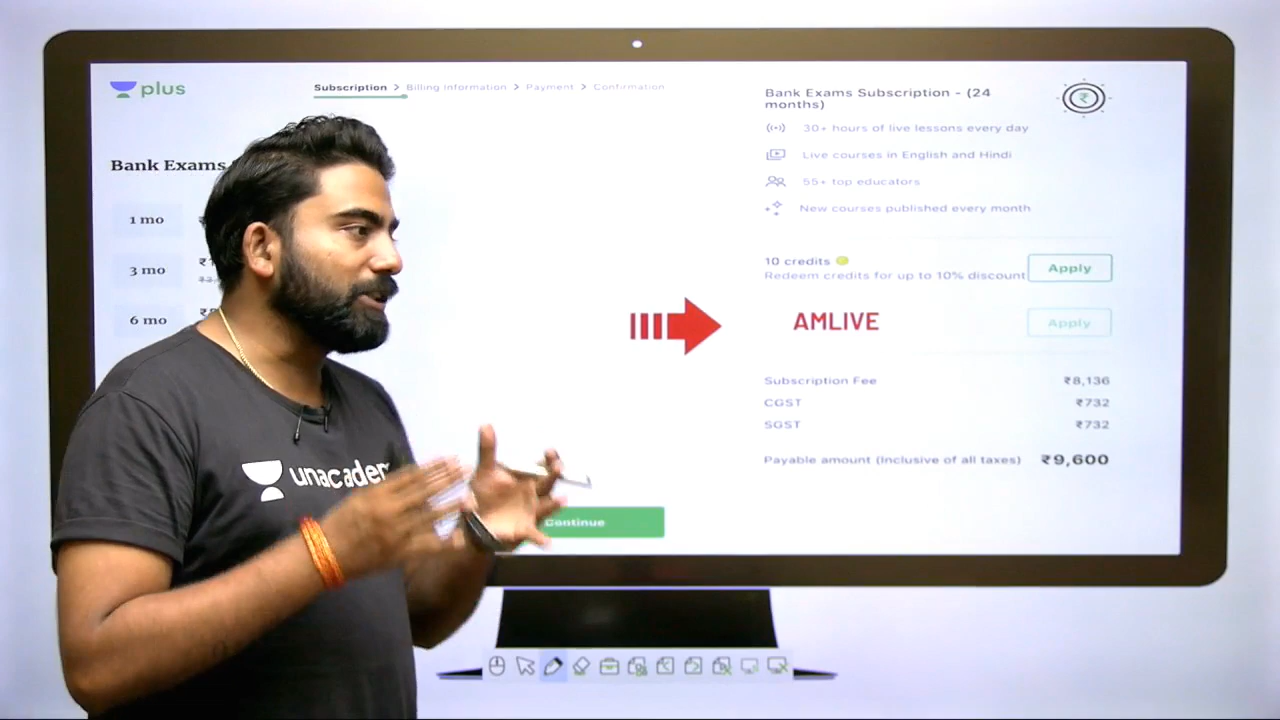 plus
Subscription > Billing Information > Payment > Confirmation
Bank Exams
1 mo
3 mo
6 mo
Bank Exams Subscription - (24
months)
30+ hours of live lessons every day
Live courses in English and Hindi
55+ top educators
New courses published every month
10 credits
Redeem credits for up to 10% discount
Apply
AMLIVE
Apply
Subscription Fee ₹8,136
CGST ₹732
SGST ₹732
Payable amount (Inclusive of all taxes) ₹9,600
Continue
unacadem